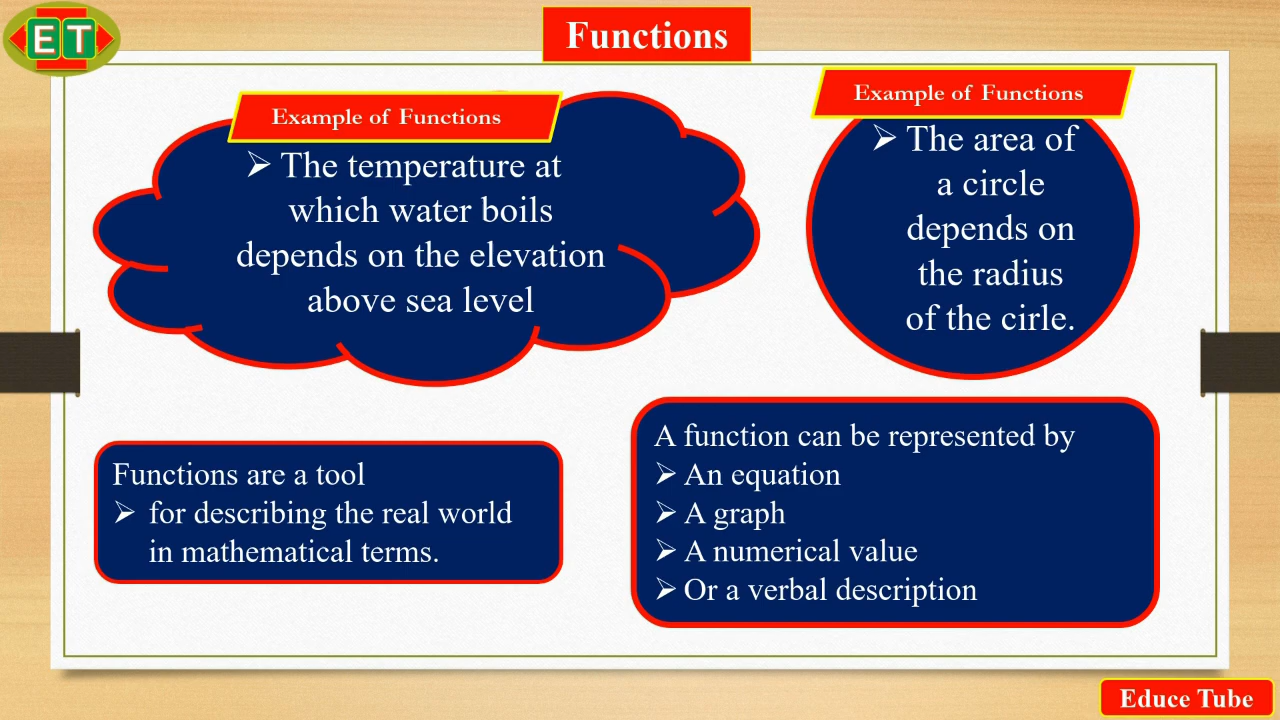 ET
Functions
Example of Functions
➢ The temperature at
which water boils
depends on the elevation
above sea level
Example of Functions
➢ The area of
a circle
depends on
the radius
of the cirle.
Functions are a tool
➢ for describing the real world
in mathematical terms.
A function can be represented by
➢ An equation
➢ A graph
➢ A numerical value
➢ Or a verbal description
Educe Tube